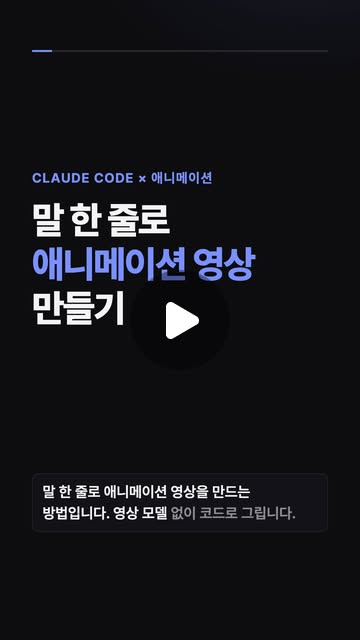 CLAUDE CODE × 애니메이션
말 한 줄로
애니메이션 영상
만들기
말 한 줄로 애니메이션 영상을 만드는
방법입니다. 영상 모델 없이 코드로 그립니다.